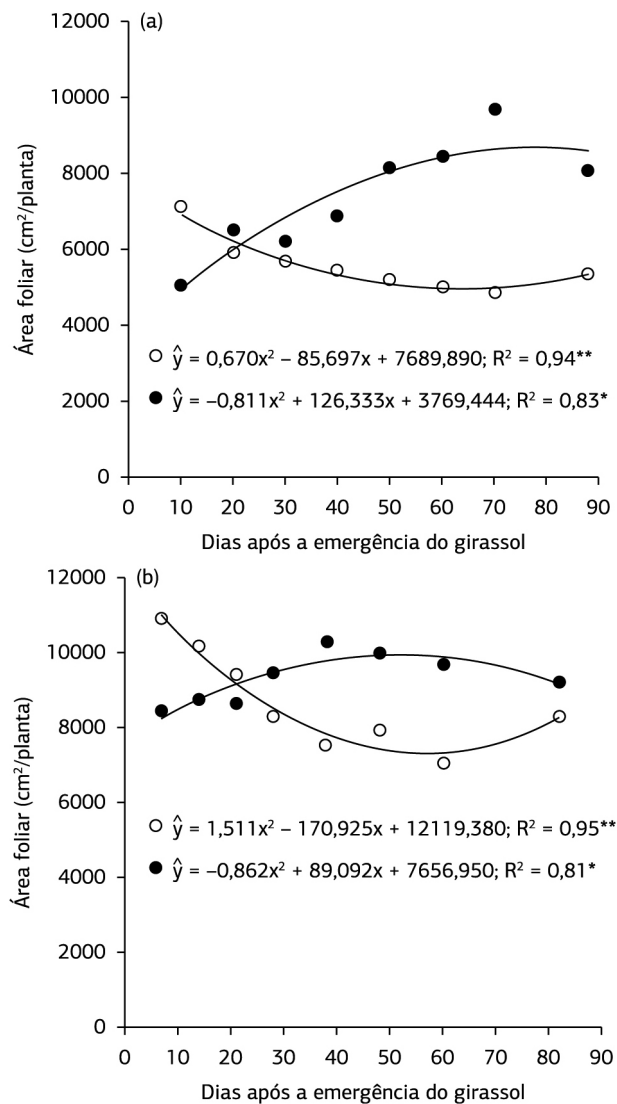 (a)
12000
10000
8000
6000
4000
2000
0
Área foliar (cm²/planta)
○ ŷ = 0,670x² – 85,697x + 7689,890; R² = 0,94**
● ŷ = –0,811x² + 126,333x + 3769,444; R² = 0,83*
0 10 20 30 40 50 60 70 80 90
Dias após a emergência do girassol
(b)
12000
10000
8000
6000
4000
2000
0
Área foliar (cm²/planta)
○ ŷ = 1,511x² – 170,925x + 12119,380; R² = 0,95**
● ŷ = –0,862x² + 89,092x + 7656,950; R² = 0,81*
0 10 20 30 40 50 60 70 80 90
Dias após a emergência do girassol